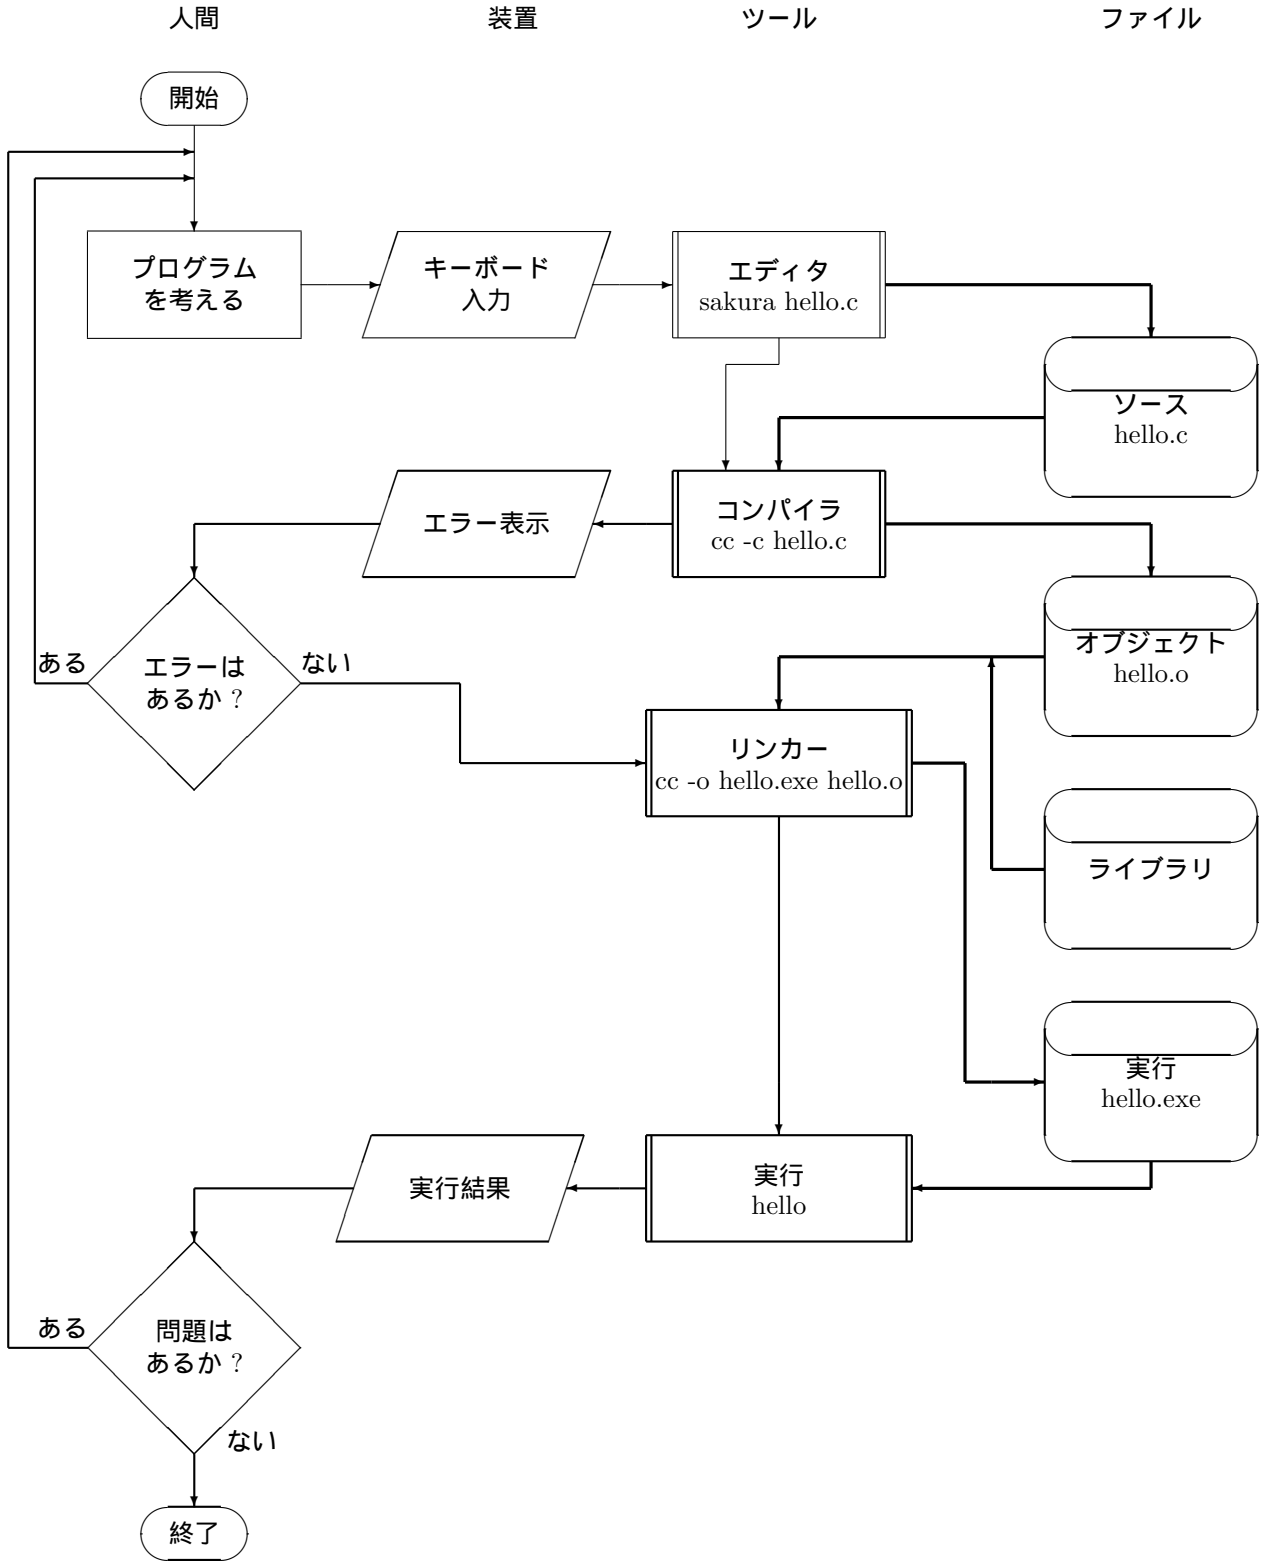 人間
装置
ツール
ファイル
開始
プログラム
を考える
キーボード
入力
エディタ
sakura hello.c
ソース
hello.c
エラー表示
コンパイラ
cc -c hello.c
オブジェクト
hello.o
ある
エラーは
あるか ?
ない
リンカー
cc -o hello.exe hello.o
ライブラリ
実行
hello.exe
実行結果
実行
hello
ある
問題は
あるか ?
ない
終了